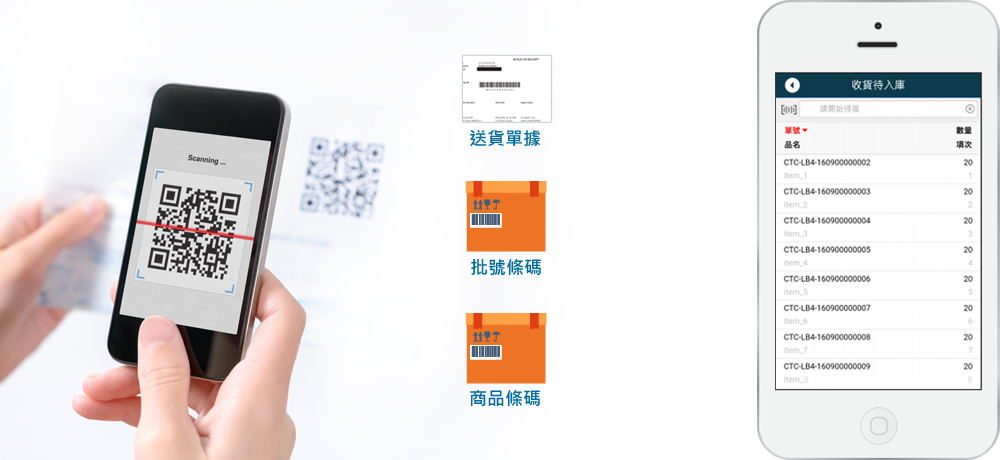 Scanning ...
送貨單據
批號條碼
商品條碼
收貨待入庫
請開始掃描
單號 數量
品名 項次
CTC-LB4-160900000002 20
item_1 1
CTC-LB4-160900000003 20
item_2 2
CTC-LB4-160900000004 20
item_3 3
CTC-LB4-160900000005 20
item_4 4
CTC-LB4-160900000006 20
item_5 5
CTC-LB4-160900000007 20
item_6 6
CTC-LB4-160900000008 20
item_7 7
CTC-LB4-160900000009 20
item_8 8